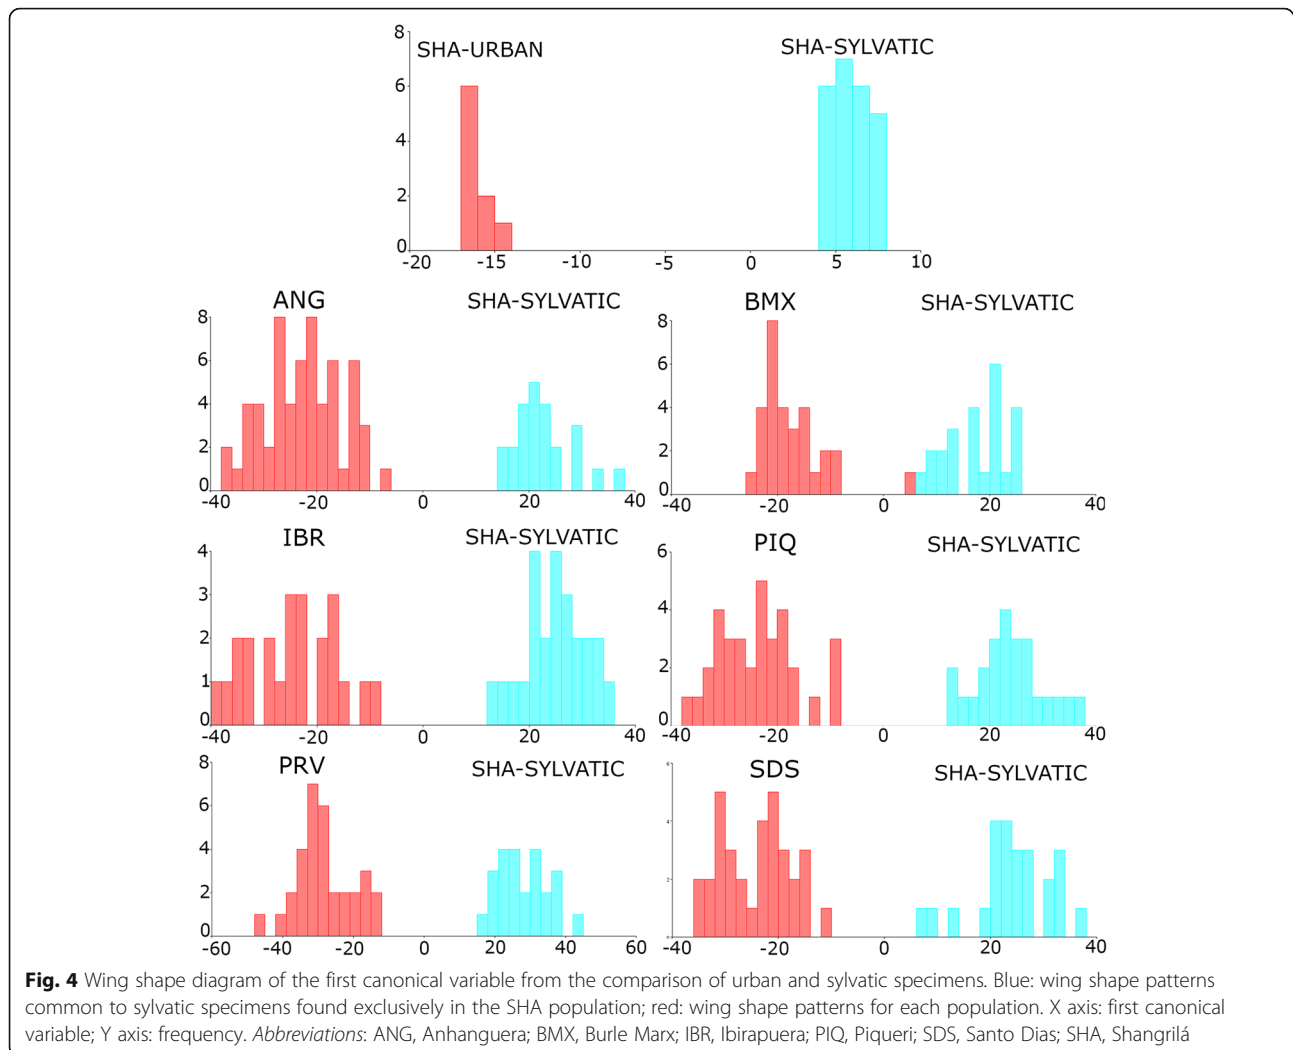 SHA-URBAN SHA-SYLVATIC
8
6
4
2
0
-20 -15 -10 -5 0 5 10
ANG SHA-SYLVATIC
8
6
4
2
0
-40 -20 0 20 40
BMX SHA-SYLVATIC
8
6
4
2
0
-40 -20 0 20 40
IBR SHA-SYLVATIC
4
3
2
1
0
-40 -20 0 20 40
PIQ SHA-SYLVATIC
6
4
2
0
-40 -20 0 20 40
PRV SHA-SYLVATIC
8
6
4
2
0
-60 -40 -20 0 20 40 60
SDS SHA-SYLVATIC
6
4
2
0
-40 -20 0 20 40
Fig. 4 Wing shape diagram of the first canonical variable from the comparison of urban and sylvatic specimens. Blue: wing shape patterns
common to sylvatic specimens found exclusively in the SHA population; red: wing shape patterns for each population. X axis: first canonical
variable; Y axis: frequency. Abbreviations: ANG, Anhanguera; BMX, Burle Marx; IBR, Ibirapuera; PIQ, Piqueri; SDS, Santo Dias; SHA, Shangrilá